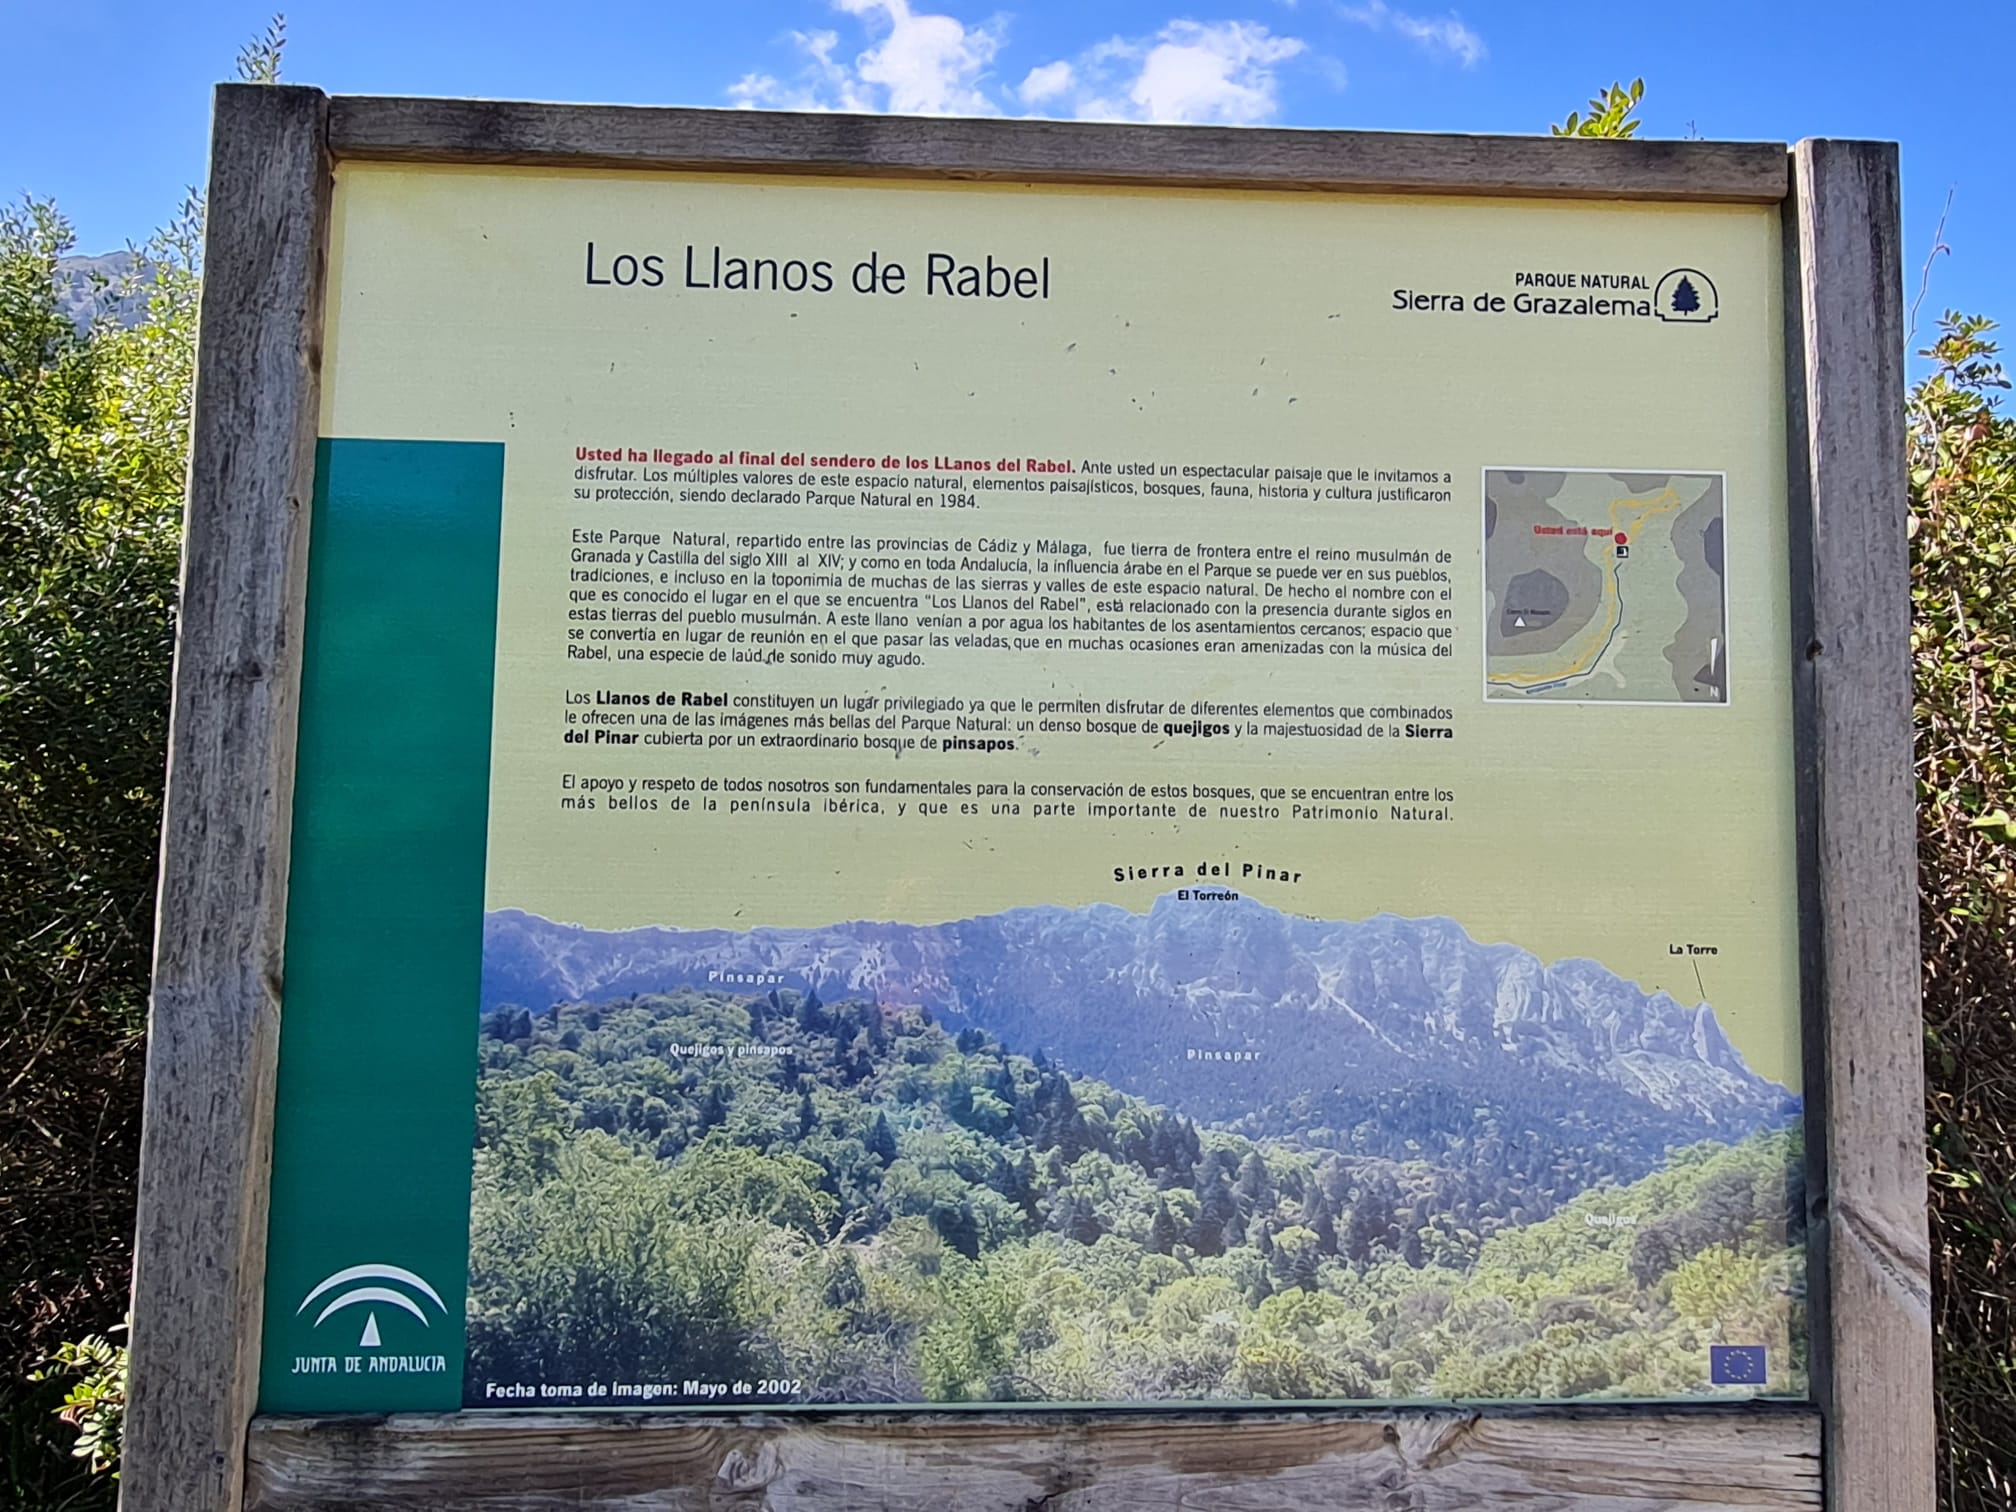 Los Llanos de Rabel
PARQUE NATURAL
Sierra de Grazalema
Usted ha llegado al final del sendero de los LLanos del Rabel. Ante usted un espectacular paisaje que le invitamos a
disfrutar. Los múltiples valores de este espacio natural, elementos paisajísticos, bosques, fauna, historia y cultura justificaron
su protección, siendo declarado Parque Natural en 1984.
Este Parque Natural, repartido entre las provincias de Cádiz y Málaga, fue tierra de frontera entre el reino musulmán de
Granada y Castilla del siglo XIII al XIV; y como en toda Andalucía, la influencia árabe en el Parque se puede ver en sus pueblos,
tradiciones, e incluso en la toponimia de muchas de las sierras y valles de este espacio natural. De hecho el nombre con el
que es conocido el lugar en el que se encuentra "Los Llanos del Rabel", está relacionado con la presencia durante siglos en
estas tierras del pueblo musulmán. A este llano venían a por agua los habitantes de los asentamientos cercanos; espacio que
se convertía en lugar de reunión en el que pasar las veladas, que en muchas ocasiones eran amenizadas con la música del
Rabel, una especie de laúd de sonido muy agudo.
Los Llanos de Rabel constituyen un lugar privilegiado ya que le permiten disfrutar de diferentes elementos que combinados
le ofrecen una de las imágenes más bellas del Parque Natural: un denso bosque de quejigos y la majestuosidad de la Sierra
del Pinar cubierta por un extraordinario bosque de pinsapos.
El apoyo y respeto de todos nosotros son fundamentales para la conservación de estos bosques, que se encuentran entre los
más bellos de la península ibérica, y que es una parte importante de nuestro Patrimonio Natural.
Usted está aquí
N
Sierra del Pinar
El Torreón
La Torre
Pinsapar
Quejigos y pinsapos
Pinsapar
Quejigos
JUNTA DE ANDALUCIA
Fecha toma de Imagen: Mayo de 2002